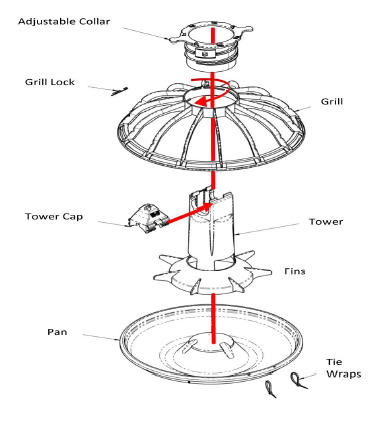 Adjustable Collar
Grill Lock
Grill
Tower Cap
Tower
Fins
Pan
Tie
Wraps